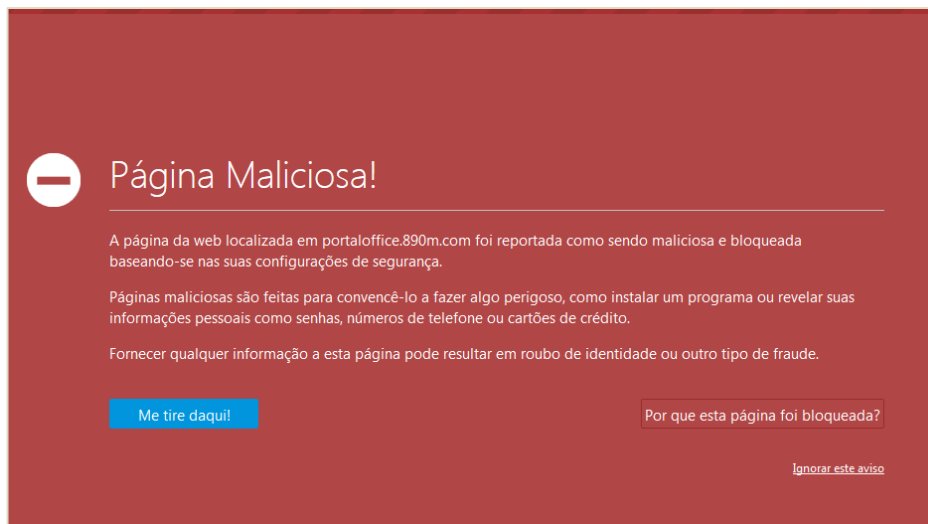 Página Maliciosa!
A página da web localizada em portaloffice.890m.com foi reportada como sendo maliciosa e bloqueada
baseando-se nas suas configurações de segurança.
Páginas maliciosas são feitas para convencê-lo a fazer algo perigoso, como instalar um programa ou revelar suas
informações pessoais como senhas, números de telefone ou cartões de crédito.
Fornecer qualquer informação a esta página pode resultar em roubo de identidade ou outro tipo de fraude.
Me tire daqui!
Por que esta página foi bloqueada?
Ignorar este aviso